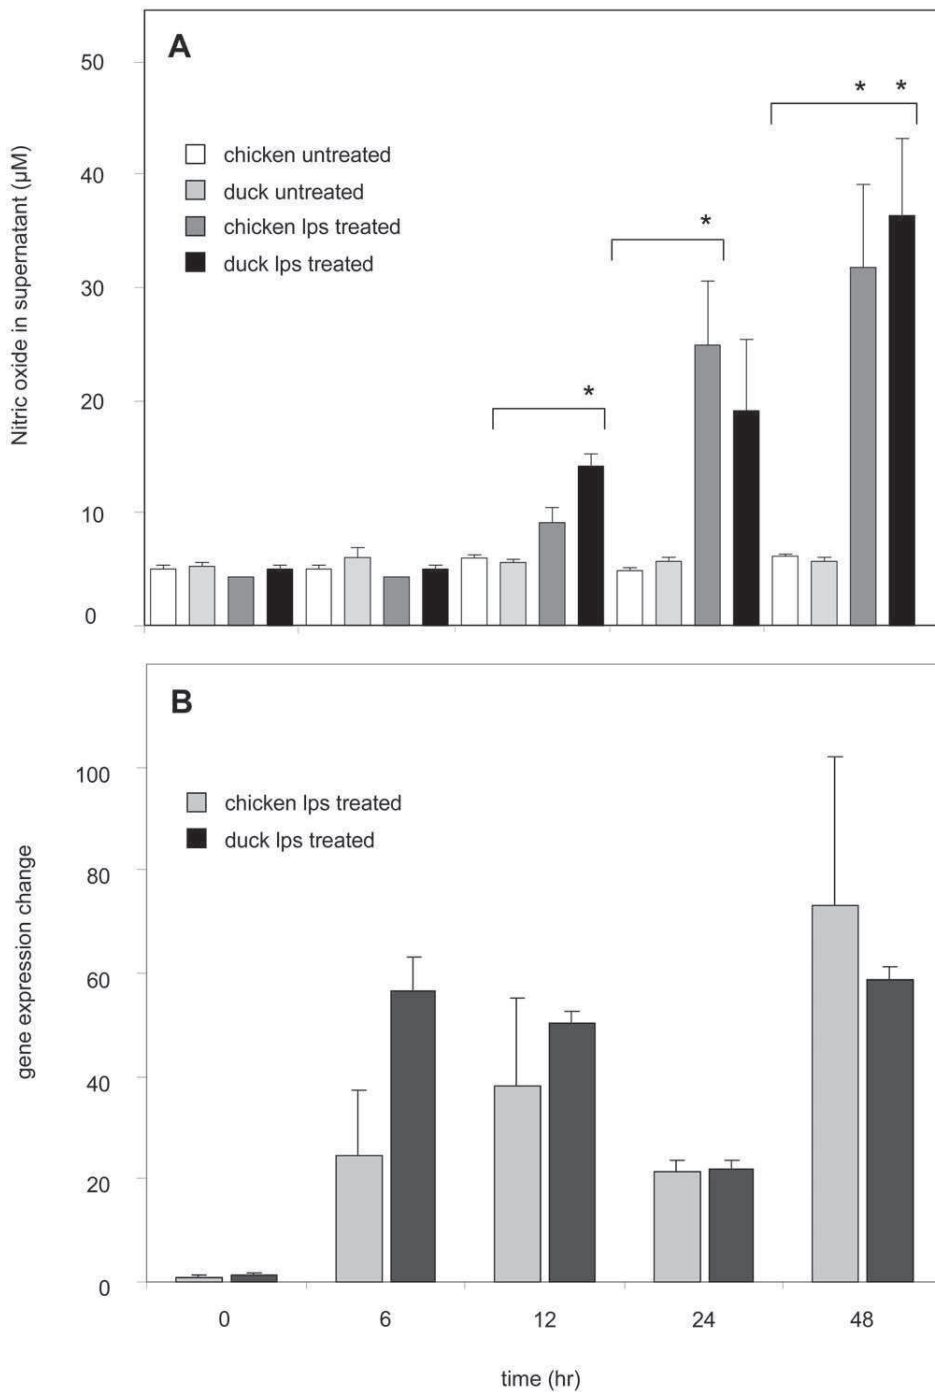 A
50
40
30
20
10
0
Nitric oxide in supernatant (µM)
chicken untreated
duck untreated
chicken lps treated
duck lps treated
*
*
*
*
B
100
80
60
40
20
0
gene expression change
chicken lps treated
duck lps treated
0 6 12 24 48
time (hr)